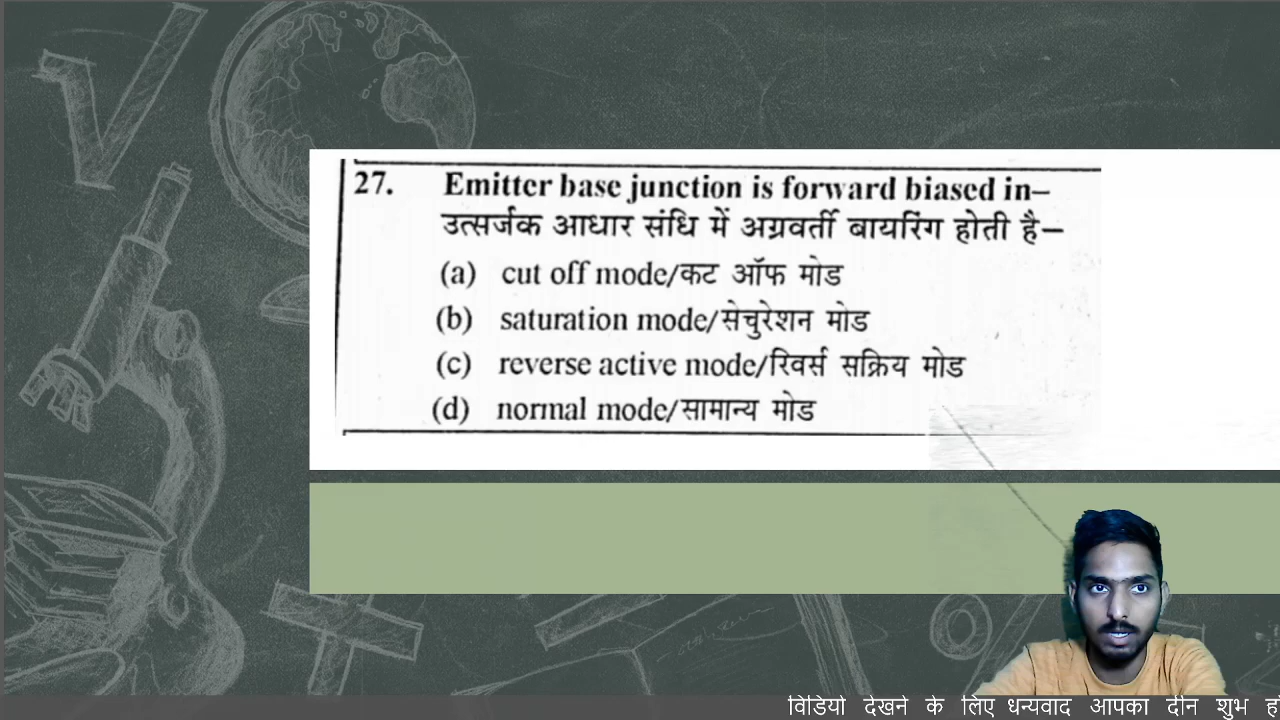 27. Emitter base junction is forward biased in–
उत्सर्जक आधार संधि में अग्रवर्ती बायरिंग होती है–
(a) cut off mode/कट ऑफ मोड
(b) saturation mode/सेचुरेशन मोड
(c) reverse active mode/रिवर्स सक्रिय मोड
(d) normal mode/सामान्य मोड
विडियो देखने के लिए धन्यवाद आपका दीन शुभ